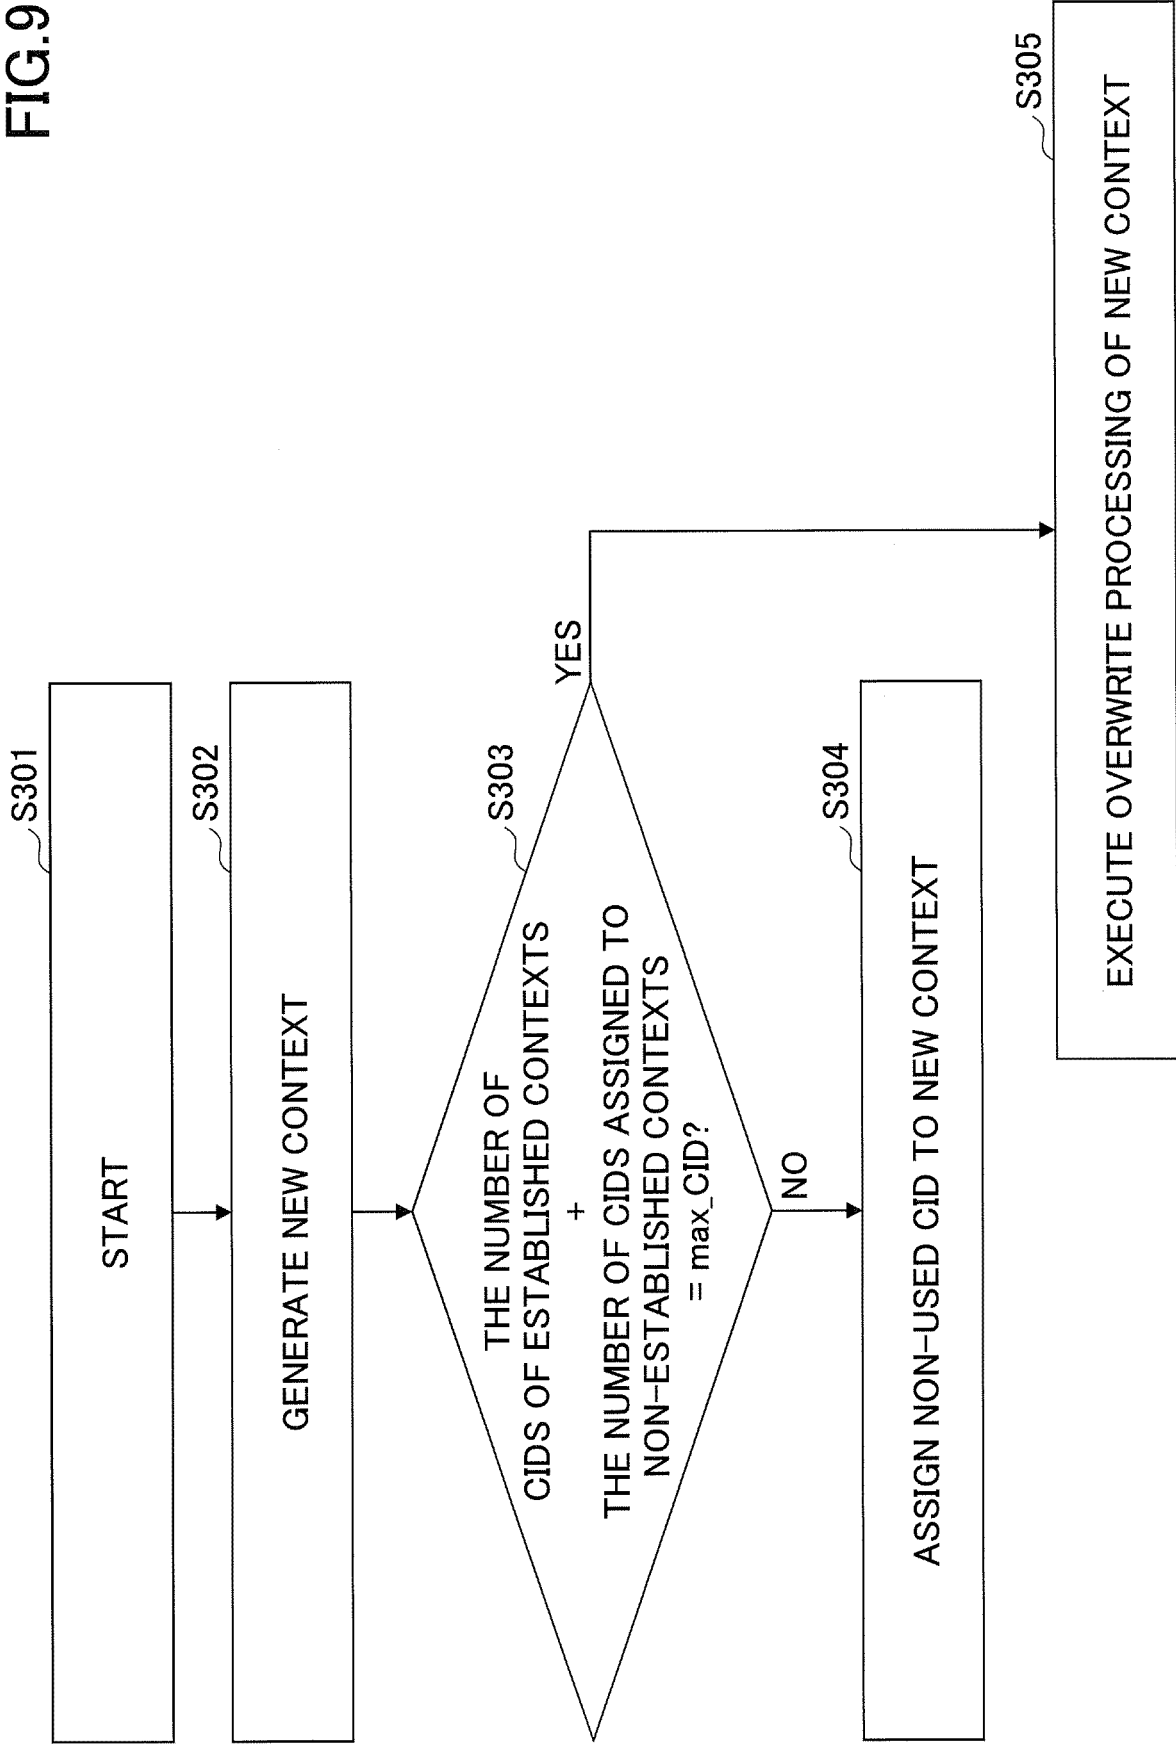 FIG.9
S301
START
S302
GENERATE NEW CONTEXT
S303
THE NUMBER OF
CIDS OF ESTABLISHED CONTEXTS
+
THE NUMBER OF CIDS ASSIGNED TO
NON-ESTABLISHED CONTEXTS
= max_CID?
YES
NO
S304
ASSIGN NON-USED CID TO NEW CONTEXT
S305
EXECUTE OVERWRITE PROCESSING OF NEW CONTEXT